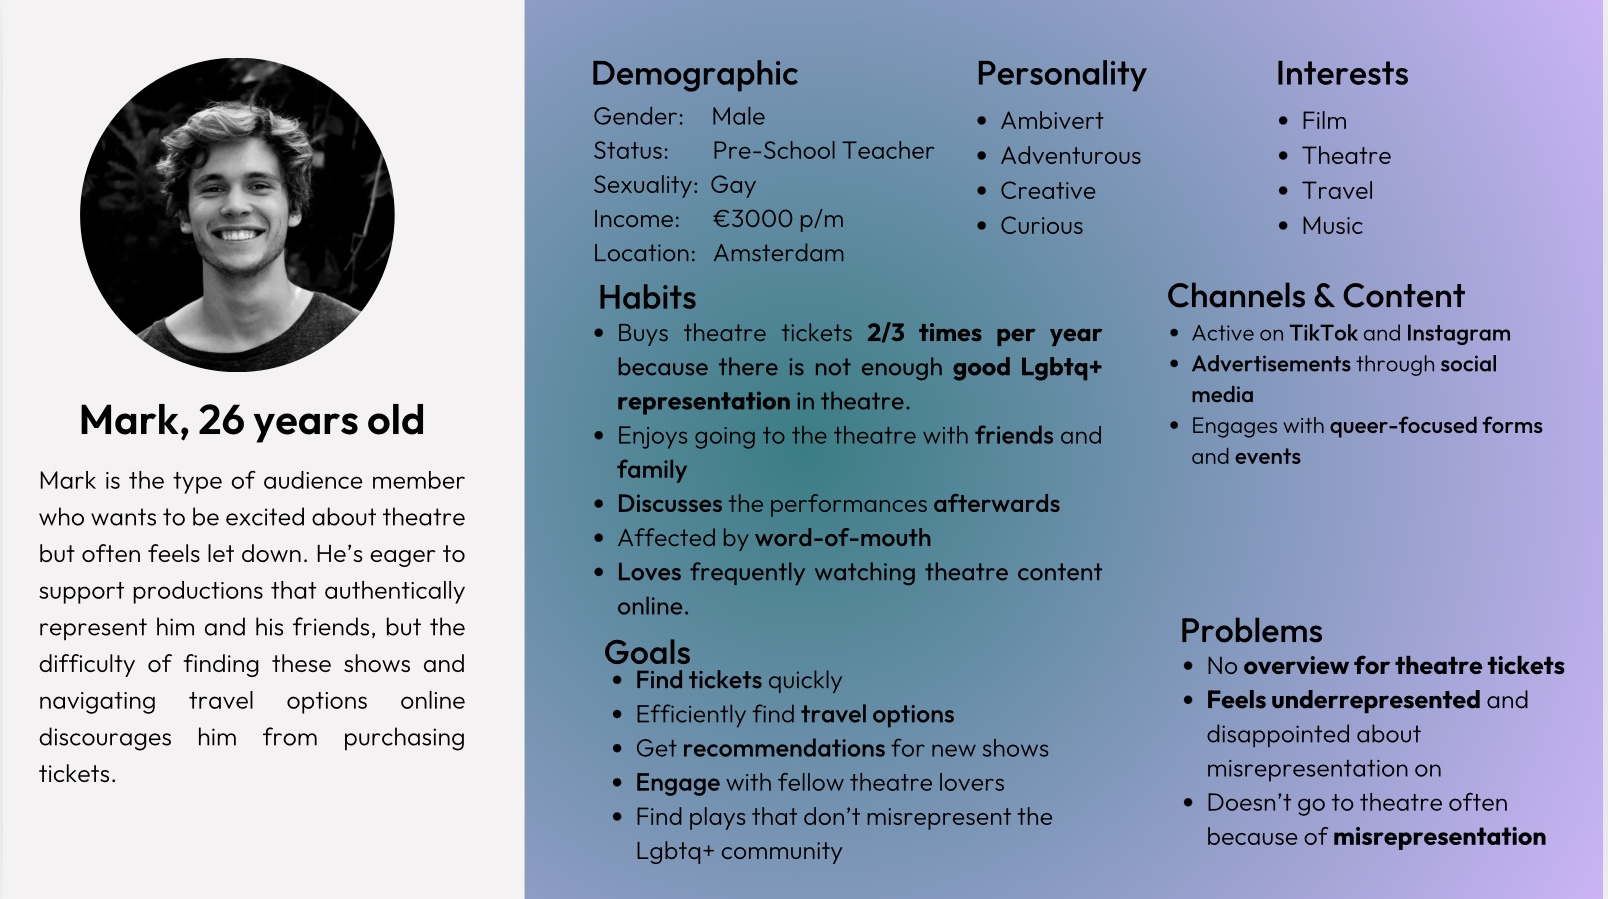 Mark, 26 years old
Mark is the type of audience member
who wants to be excited about theatre
but often feels let down. He’s eager to
support productions that authentically
represent him and his friends, but the
difficulty of finding these shows and
navigating travel options online
discourages him from purchasing
tickets.
Demographic
Gender: Male
Status: Pre-School Teacher
Sexuality: Gay
Income: €3000 p/m
Location: Amsterdam
Personality
• Ambivert
• Adventurous
• Creative
• Curious
Interests
• Film
• Theatre
• Travel
• Music
Habits
• Buys theatre tickets 2/3 times per year
because there is not enough good Lgbtq+
representation in theatre.
• Enjoys going to the theatre with friends and
family
• Discusses the performances afterwards
• Affected by word-of-mouth
• Loves frequently watching theatre content
online.
Channels & Content
• Active on TikTok and Instagram
• Advertisements through social
media
• Engages with queer-focused forms
and events
Goals
• Find tickets quickly
• Efficiently find travel options
• Get recommendations for new shows
• Engage with fellow theatre lovers
• Find plays that don’t misrepresent the
Lgbtq+ community
Problems
• No overview for theatre tickets
• Feels underrepresented and
disappointed about
misrepresentation on
• Doesn’t go to theatre often
because of misrepresentation